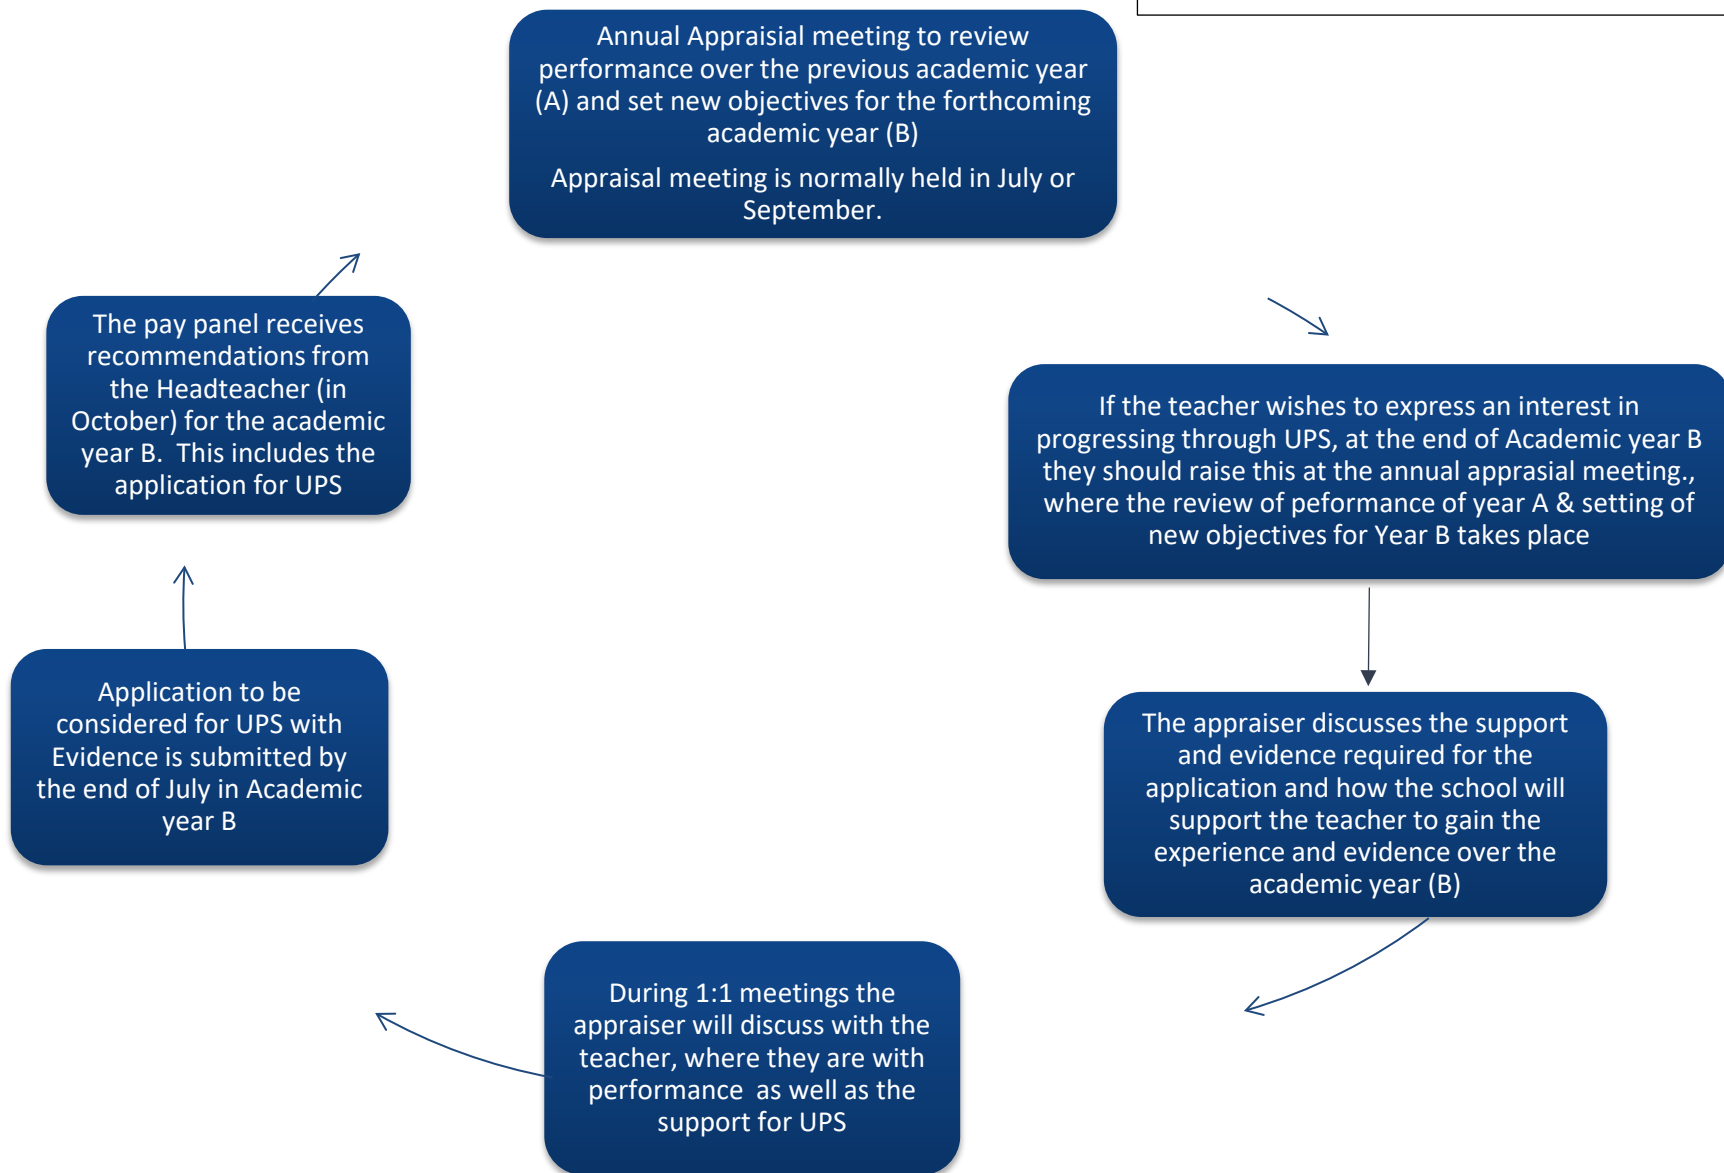 Annual Appraisial meeting to review
performance over the previous academic year
(A) and set new objectives for the forthcoming
academic year (B)
Appraisal meeting is normally held in July or
September.
If the teacher wishes to express an interest in
progressing through UPS, at the end of Academic year B
they should raise this at the annual apprasial meeting.,
where the review of peformance of year A & setting of
new objectives for Year B takes place
The appraiser discusses the support
and evidence required for the
application and how the school will
support the teacher to gain the
experience and evidence over the
academic year (B)
During 1:1 meetings the
appraiser will discuss with the
teacher, where they are with
performance  as well as the
support for UPS
Application to be
considered for UPS with
Evidence is submitted by
the end of July in Academic
year B
The pay panel receives
recommendations from
the Headteacher (in
October) for the academic
year B.  This includes the
application for UPS